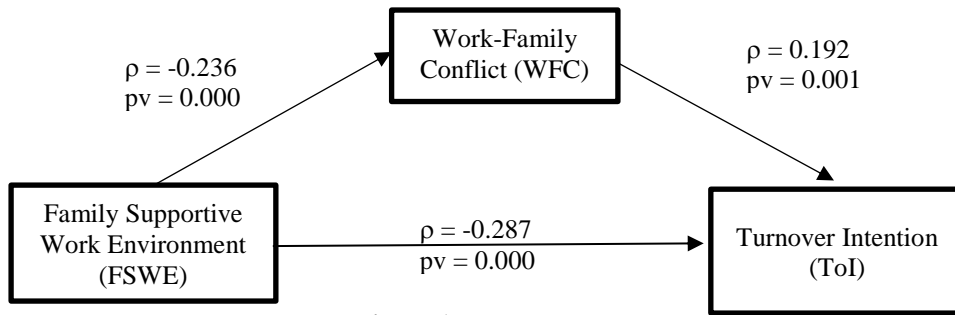 Work-Family
Conflict (WFC)
ρ = -0.236
pv = 0.000
ρ = 0.192
pv = 0.001
Family Supportive
Work Environment
(FSWE)
ρ = -0.287
pv = 0.000
Turnover Intention
(ToI)